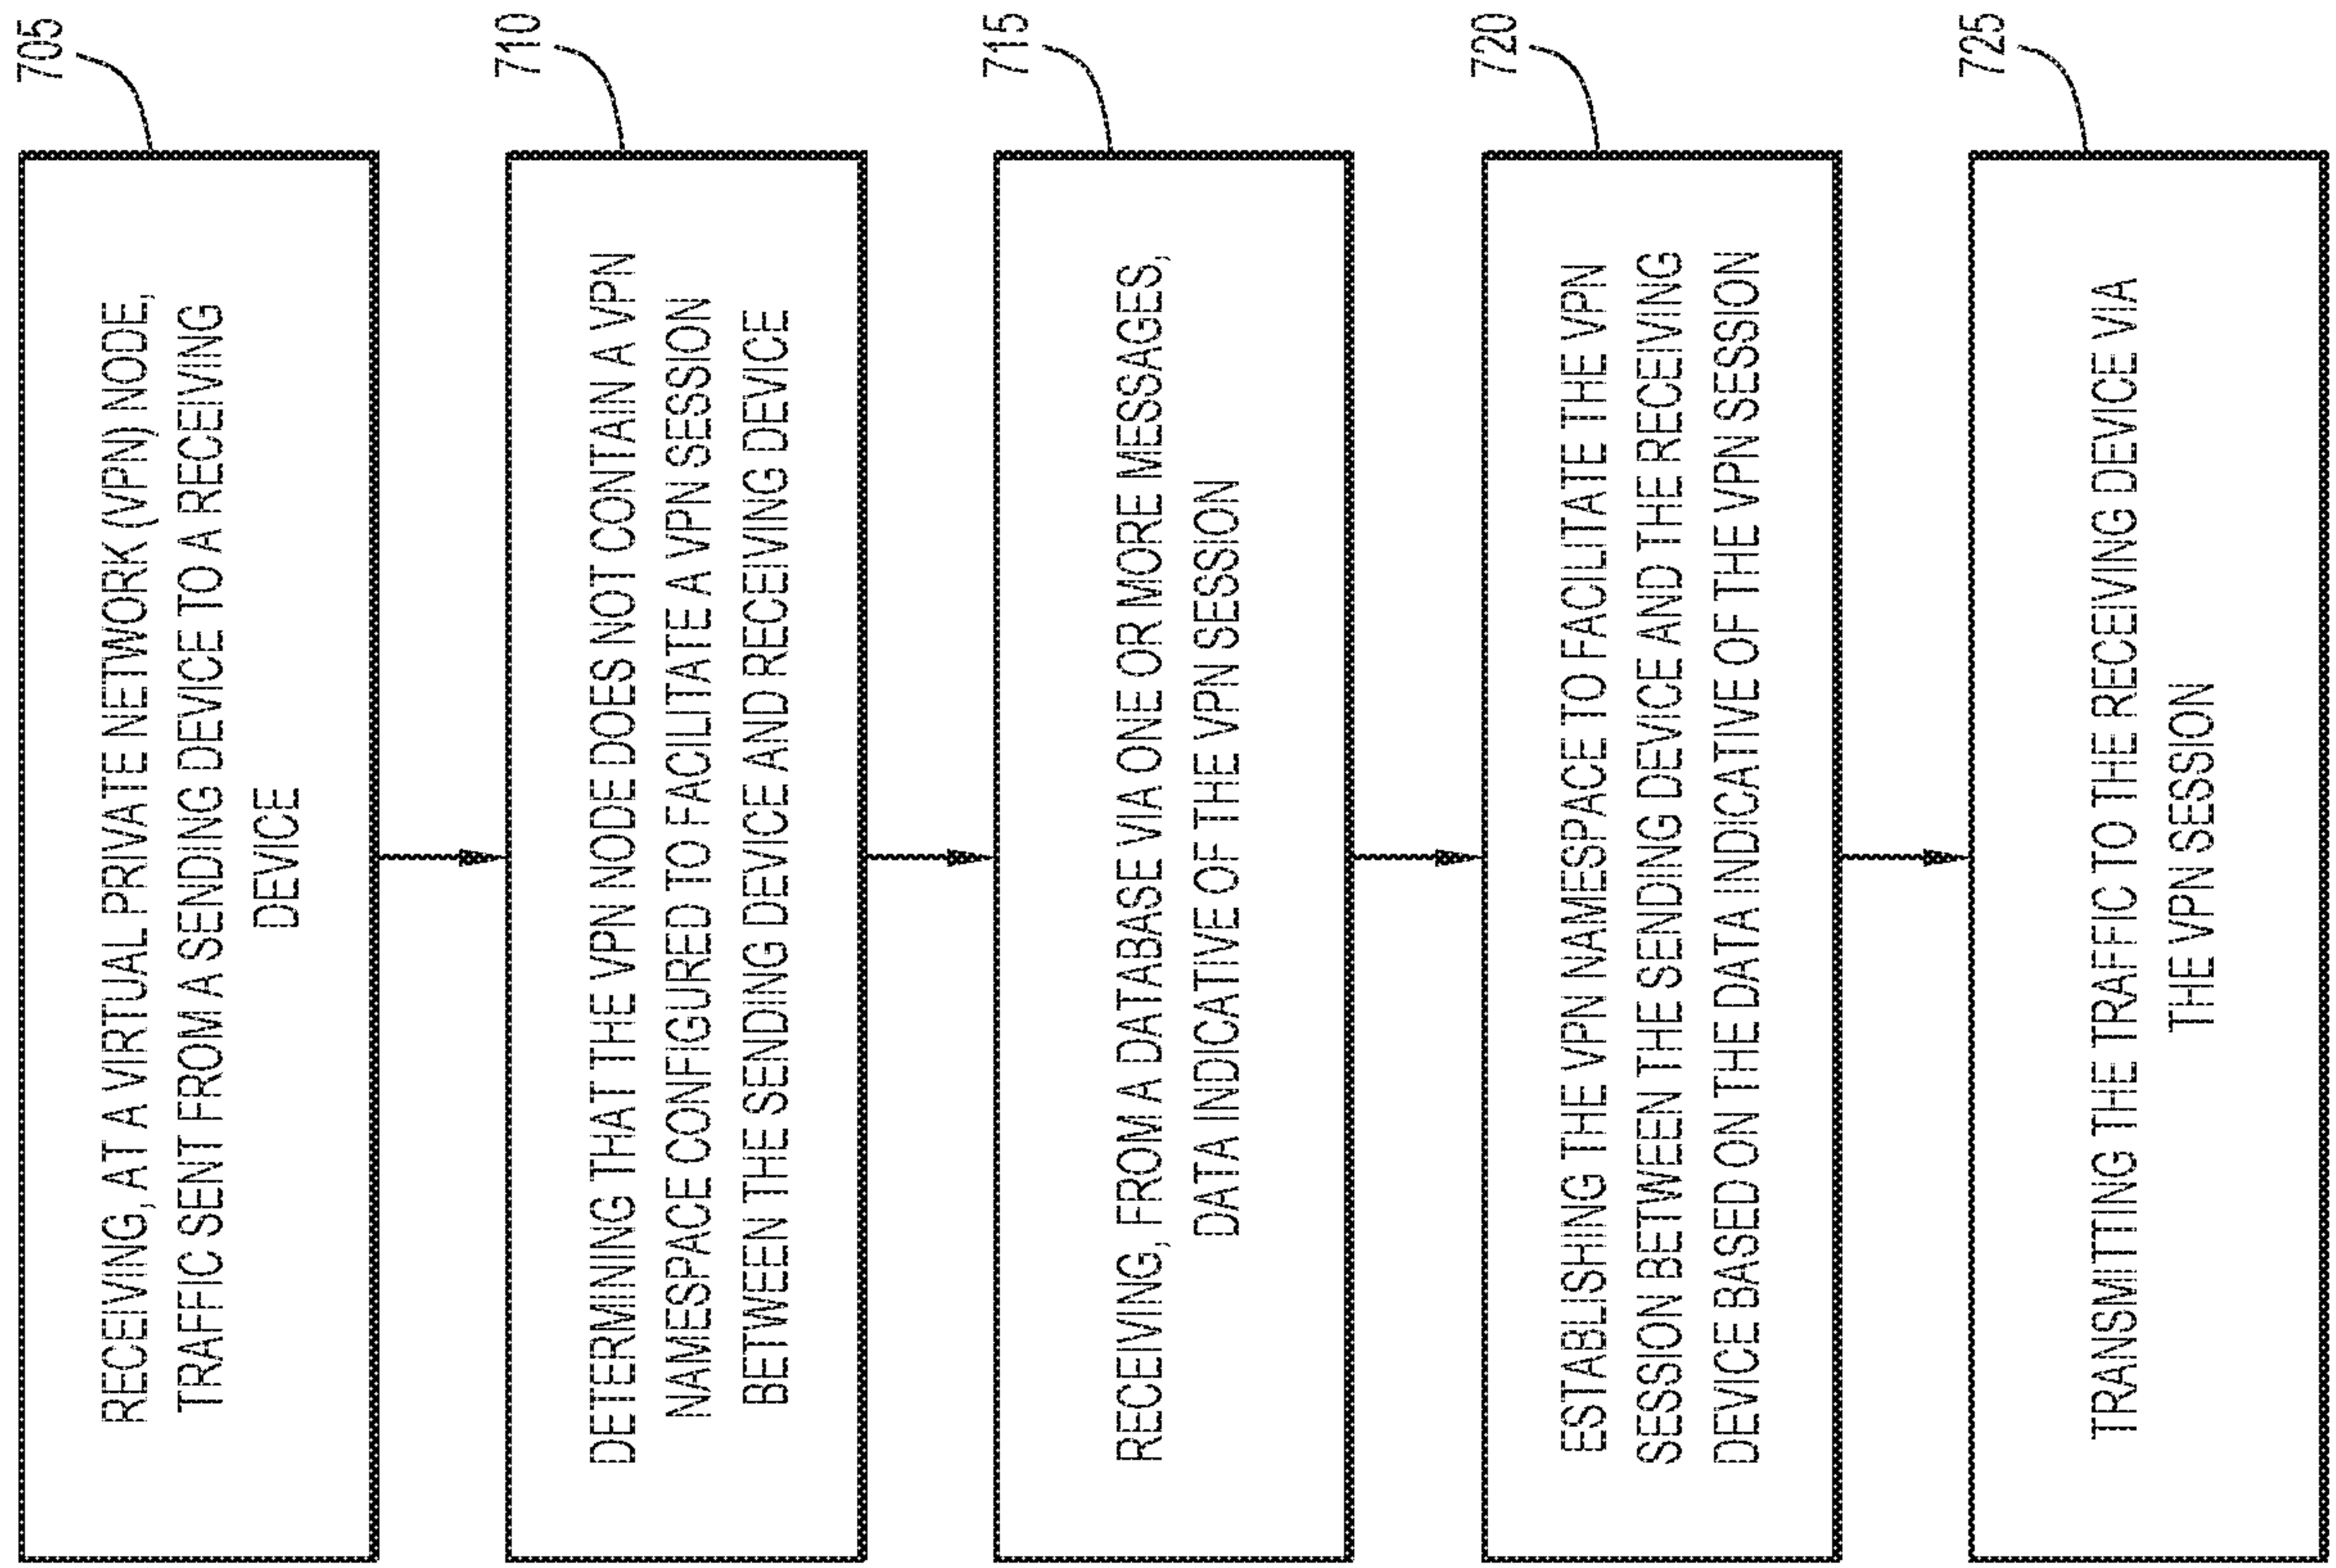 705
RECEIVING, AT A VIRTUAL PRIVATE NETWORK (VPN) NODE,
TRAFFIC SENT FROM A SENDING DEVICE TO A RECEIVING
DEVICE
710
DETERMINING THAT THE VPN NODE DOES NOT CONTAIN A VPN
NAMESPACE CONFIGURED TO FACILITATE A VPN SESSION
BETWEEN THE SENDING DEVICE AND RECEIVING DEVICE
715
RECEIVING, FROM A DATABASE VIA ONE OR MORE MESSAGES,
DATA INDICATIVE OF THE VPN SESSION
720
ESTABLISHING THE VPN NAMESPACE TO FACILITATE THE VPN
SESSION BETWEEN THE SENDING DEVICE AND THE RECEIVING
DEVICE BASED ON THE DATA INDICATIVE OF THE VPN SESSION
725
TRANSMITTING THE TRAFFIC TO THE RECEIVING DEVICE VIA
THE VPN SESSION